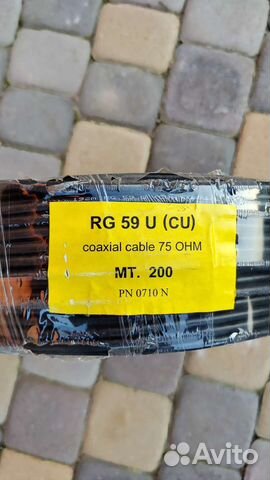 RG 59 U (CU)
coaxial cable 75 OHM
MT. 200
PN 0710 N
Avito